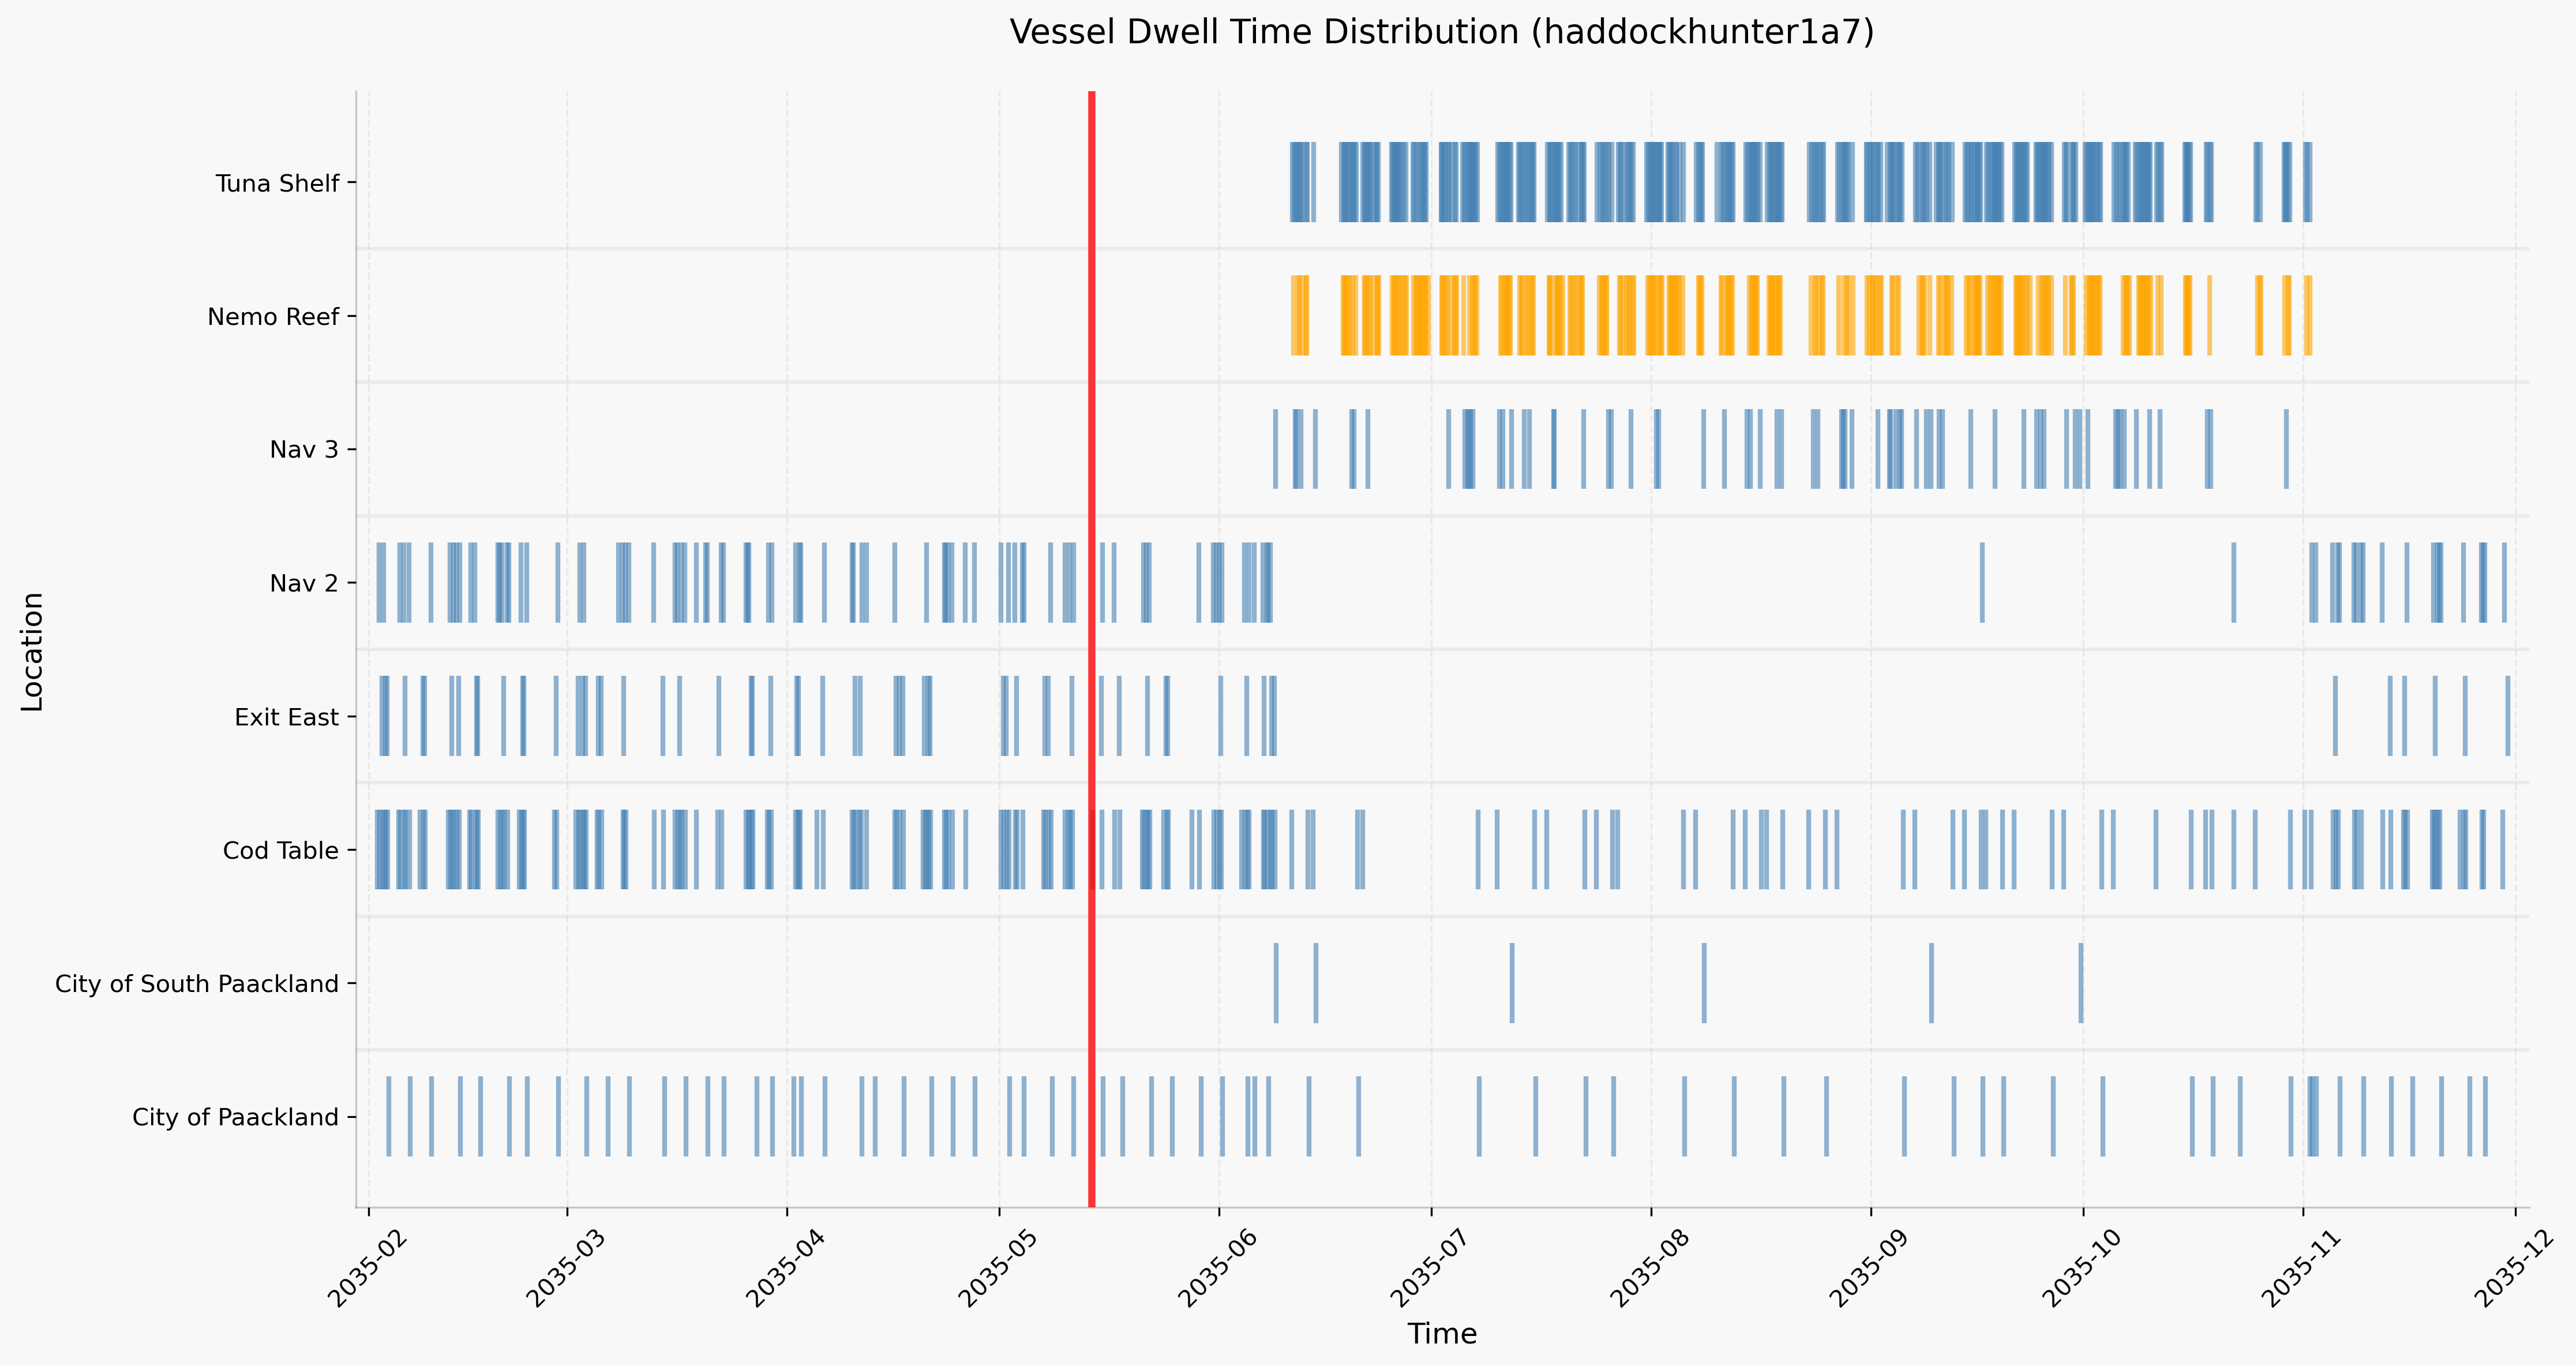 Vessel Dwell Time Distribution (haddockhunter1a7)
Tuna Shelf
Nemo Reef
Nav 3
Nav 2
Exit East
Cod Table
City of South Paackland
City of Paackland
Location
2035-02
2035-03
2035-04
2035-05
2035-06
2035-07
2035-08
2035-09
2035-10
2035-11
2035-12
Time